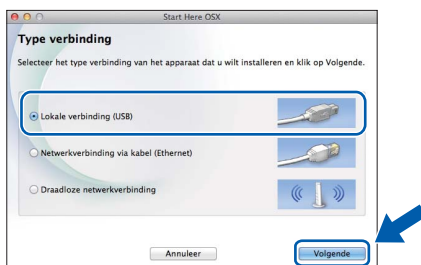 Start Here OSX
Type verbinding
Selecteer het type verbinding van het apparaat dat u wilt installeren en klik op Volgende.
Lokale verbinding (USB)
Netwerkverbinding via kabel (Ethernet)
Draadloze netwerkverbinding
Annuleer
Volgende